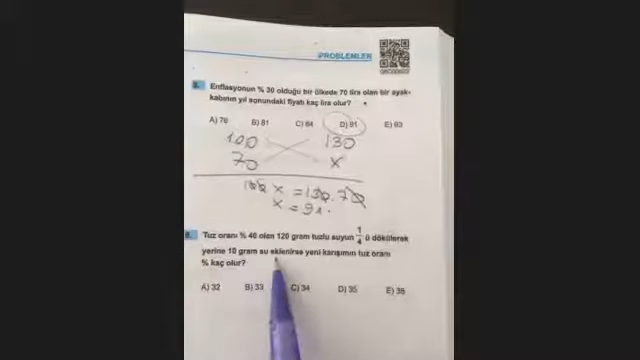 PROBLEMLER
Enflasyonun % 30 olduğu bir ülkede 70 lira olan bir ayak-
kabının yıl sonundaki fiyatı kaç lira olur?
A) 76 B) 81 C) 84 D) 91 E) 93
100 130
70 x
100 x = 130.70
x = 91.
Tuz oranı % 40 olan 120 gram tuzlu suyun 1/4 ü dökülerek
yerine 10 gram su eklenirse yeni karışımın tuz oranı
% kaç olur?
A) 32 B) 33 C) 34 D) 35 E) 36